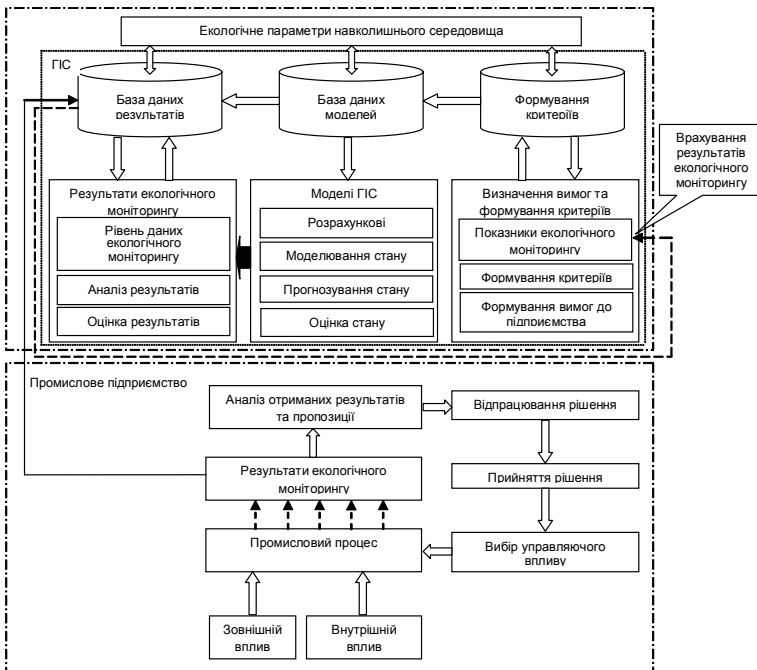 Екологічне параметри навколишнього середовища
ГІС
База даних
результатів
База даних
моделей
Формування
критеріїв
Врахування
результатів
екологічного
моніторингу
Результати екологічного
моніторингу
Рівень даних
екологічного
моніторингу
Аналіз результатів
Оцінка результатів
Моделі ГІС
Розрахункові
Моделювання стану
Прогнозування стану
Оцінка стану
Визначення вимог та
формування критеріїв
Показники екологічного
моніторингу
Формування критеріїв
Формування вимог до
підприємства
Промислове підприємство
Аналіз отриманих результатів
та пропозиції
Відпрацювання рішення
Результати екологічного
моніторингу
Прийняття рішення
Промисловий процес
Вибір управляючого
впливу
Зовнішній
вплив
Внутрішній
вплив